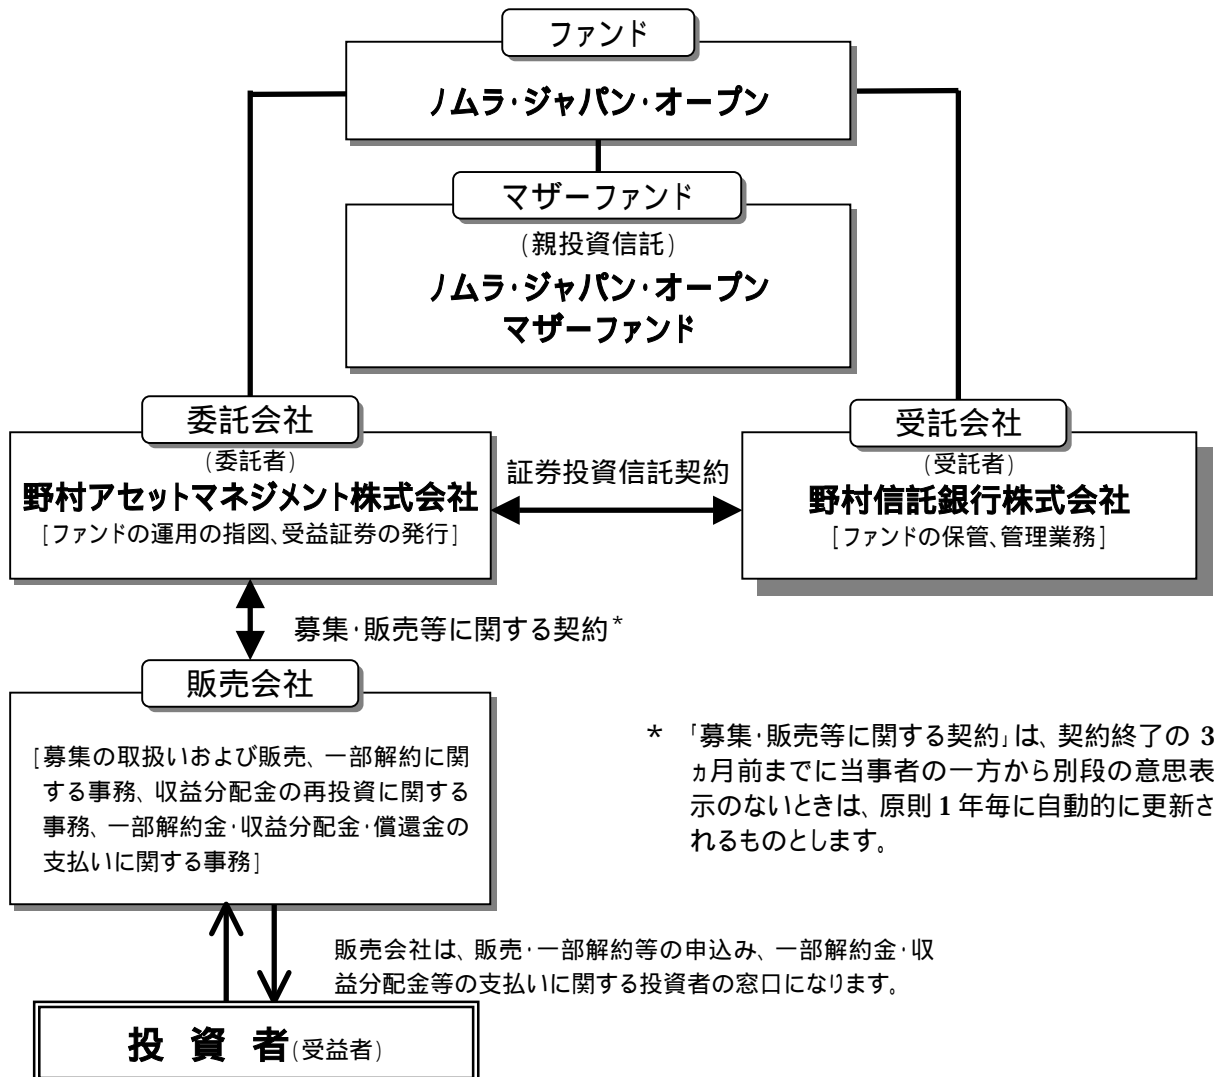 ファンド
ノムラ･ジャパン･オープン
マザーファンド
(親投資信託)
ノムラ･ジャパン･オープン
マザーファンド
委託会社
(委託者)
野村アセットマネジメント株式会社
[ファンドの運用の指図、受益証券の発行]
証券投資信託契約
受託会社
(受託者)
野村信託銀行株式会社
[ファンドの保管、管理業務]
募集･販売等に関する契約*
販売会社
[募集の取扱いおよび販売、一部解約に関
する事務、収益分配金の再投資に関する
事務、一部解約金･収益分配金･償還金の
支払いに関する事務]
* 「募集･販売等に関する契約」は、契約終了の 3
ヵ月前までに当事者の一方から別段の意思表
示のないときは、原則 1 年毎に自動的に更新さ
れるものとします。
販売会社は、販売･一部解約等の申込み、一部解約金･収
益分配金等の支払いに関する投資者の窓口になります。
投 資 者(受益者)